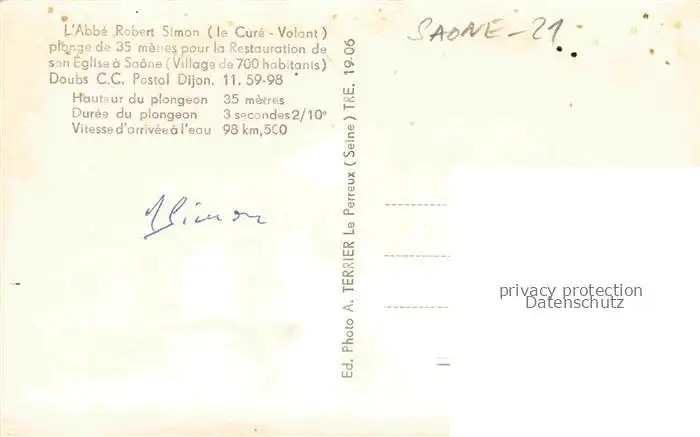 L'Abbé Robert Simon (le Curé-Volant)
plonge de 35 mètres pour la Restauration de
son Église à Saône (Village de 700 habitants)
Doubs C.C. Postal Dijon. 11. 59-98
Hauteur du plongeon 35 mètres
Durée du plongeon 3 secondes 2/10°
Vitesse d'arrivée à l'eau 98 km,500
Simon
Ed. Photo A. TERRIER Le Perreux (Seine) TRE. 19-06
SAONE-21
privacy protection
Datenschutz